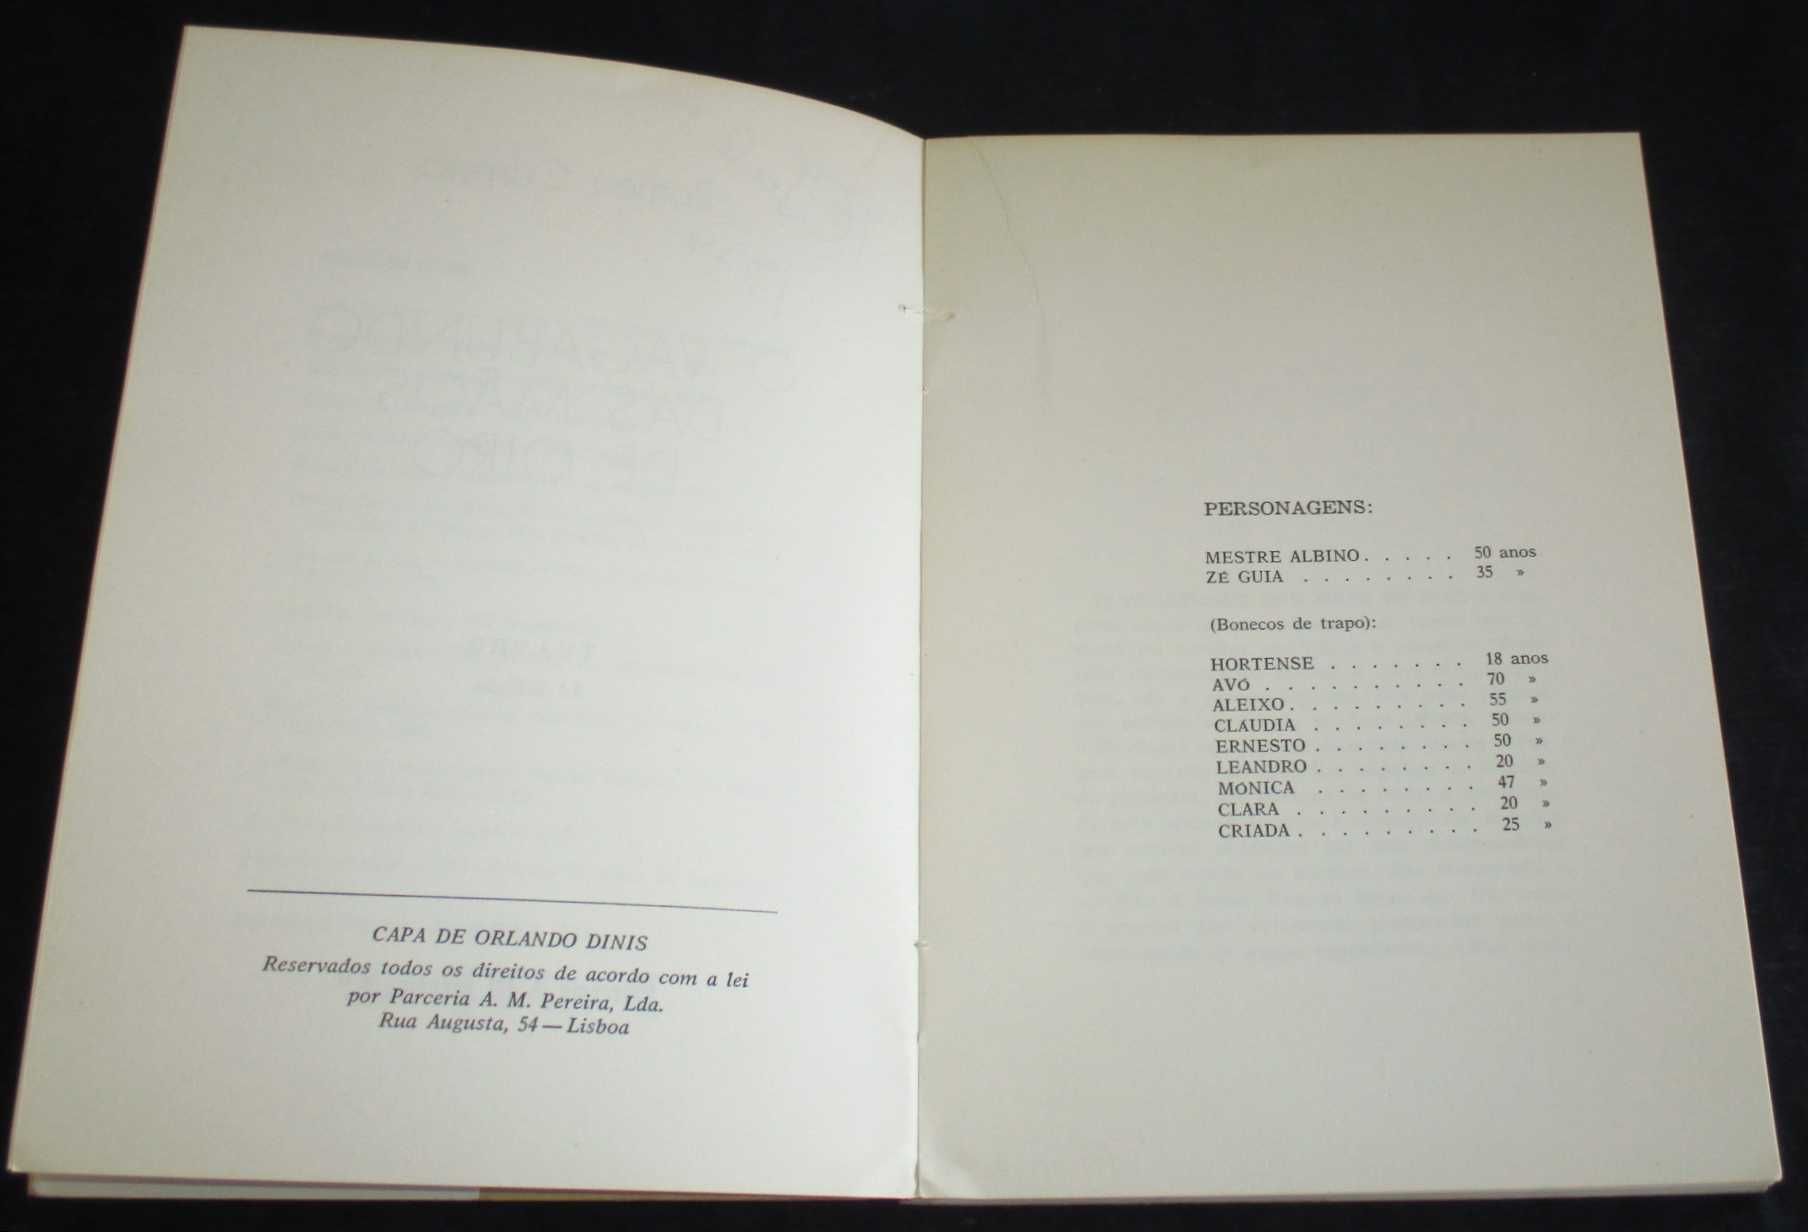 CAPA DE ORLANDO DINIS
Reservados todos os direitos de acordo com a lei
por Parceria A. M. Pereira, Lda.
Rua Augusta, 54 — Lisboa
PERSONAGENS:
MESTRE ALBINO . . . . . 50 anos
ZÉ GUIA . . . . . . . . 35 »
(Bonecos de trapo):
HORTENSE . . . . . . . 18 anos
AVÓ . . . . . . . . . . 70 »
ALEIXO . . . . . . . . . 55 »
CLÁUDIA . . . . . . . . 50 »
ERNESTO . . . . . . . . 50 »
LEANDRO . . . . . . . . 20 »
MÓNICA . . . . . . . . 47 »
CLARA . . . . . . . . . 20 »
CRIADA . . . . . . . . . 25 »